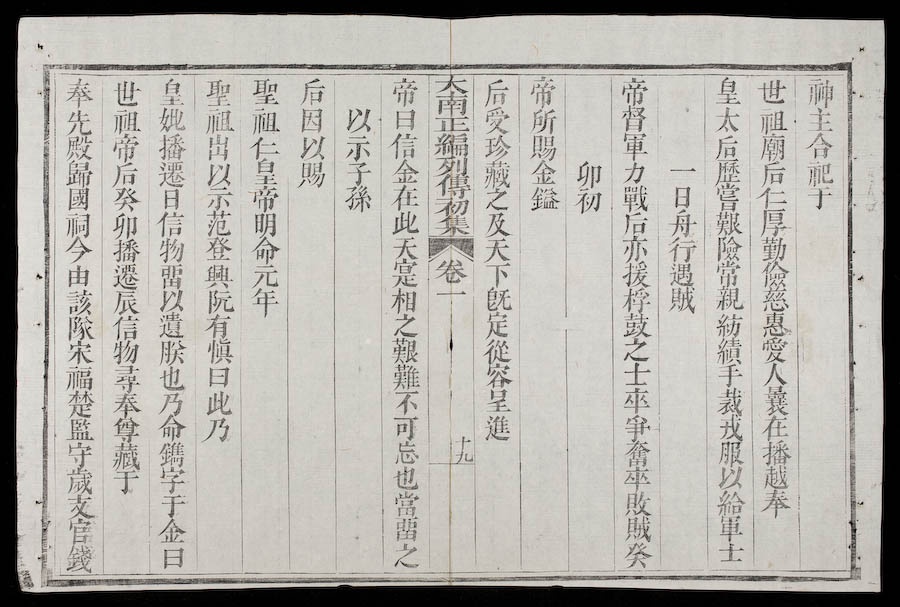 神主合祀于
世祖廟后仁厚勤儉慈惠愛人曩在播越奉
皇太后歷嘗艱險常親紡績手裁戎服以給軍士
一日舟行遇賊
帝督軍力戰后亦援桴鼓之士卒爭奮卒敗賊癸
卯初
帝所賜金鎰
后受珍藏之及天下旣定從容呈進
大南正編列傳初集 卷一 十九
帝曰信金在此天寔相之艱難不可忘也當畱之
以示子孫
后因以賜
聖祖仁皇帝明命元年
聖祖出以示范登興阮有愼曰此乃
皇妣播遷日信物畱以遺朕也乃命鐫字于金曰
世祖帝后癸卯播遷辰信物尋奉尊藏于
奉先殿歸國祠今由該隊宋福楚監守歲支官錢